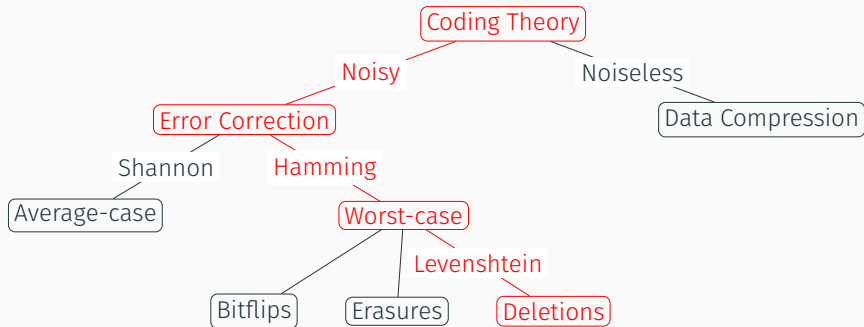 Coding Theory
Noisy
Noiseless
Error Correction
Data Compression
Shannon
Hamming
Average-case
Worst-case
Levenshtein
Bitflips
Erasures
Deletions